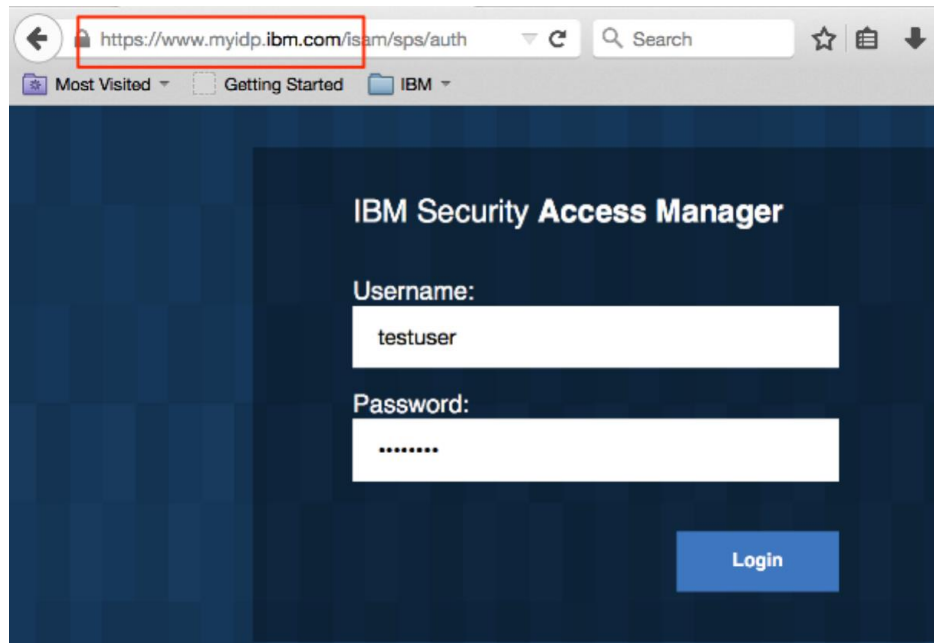 https://www.myidp.ibm.com/isam/sps/auth
Search
Most Visited
Getting Started
IBM
IBM Security Access Manager
Username:
testuser
Password:
••••••••
Login